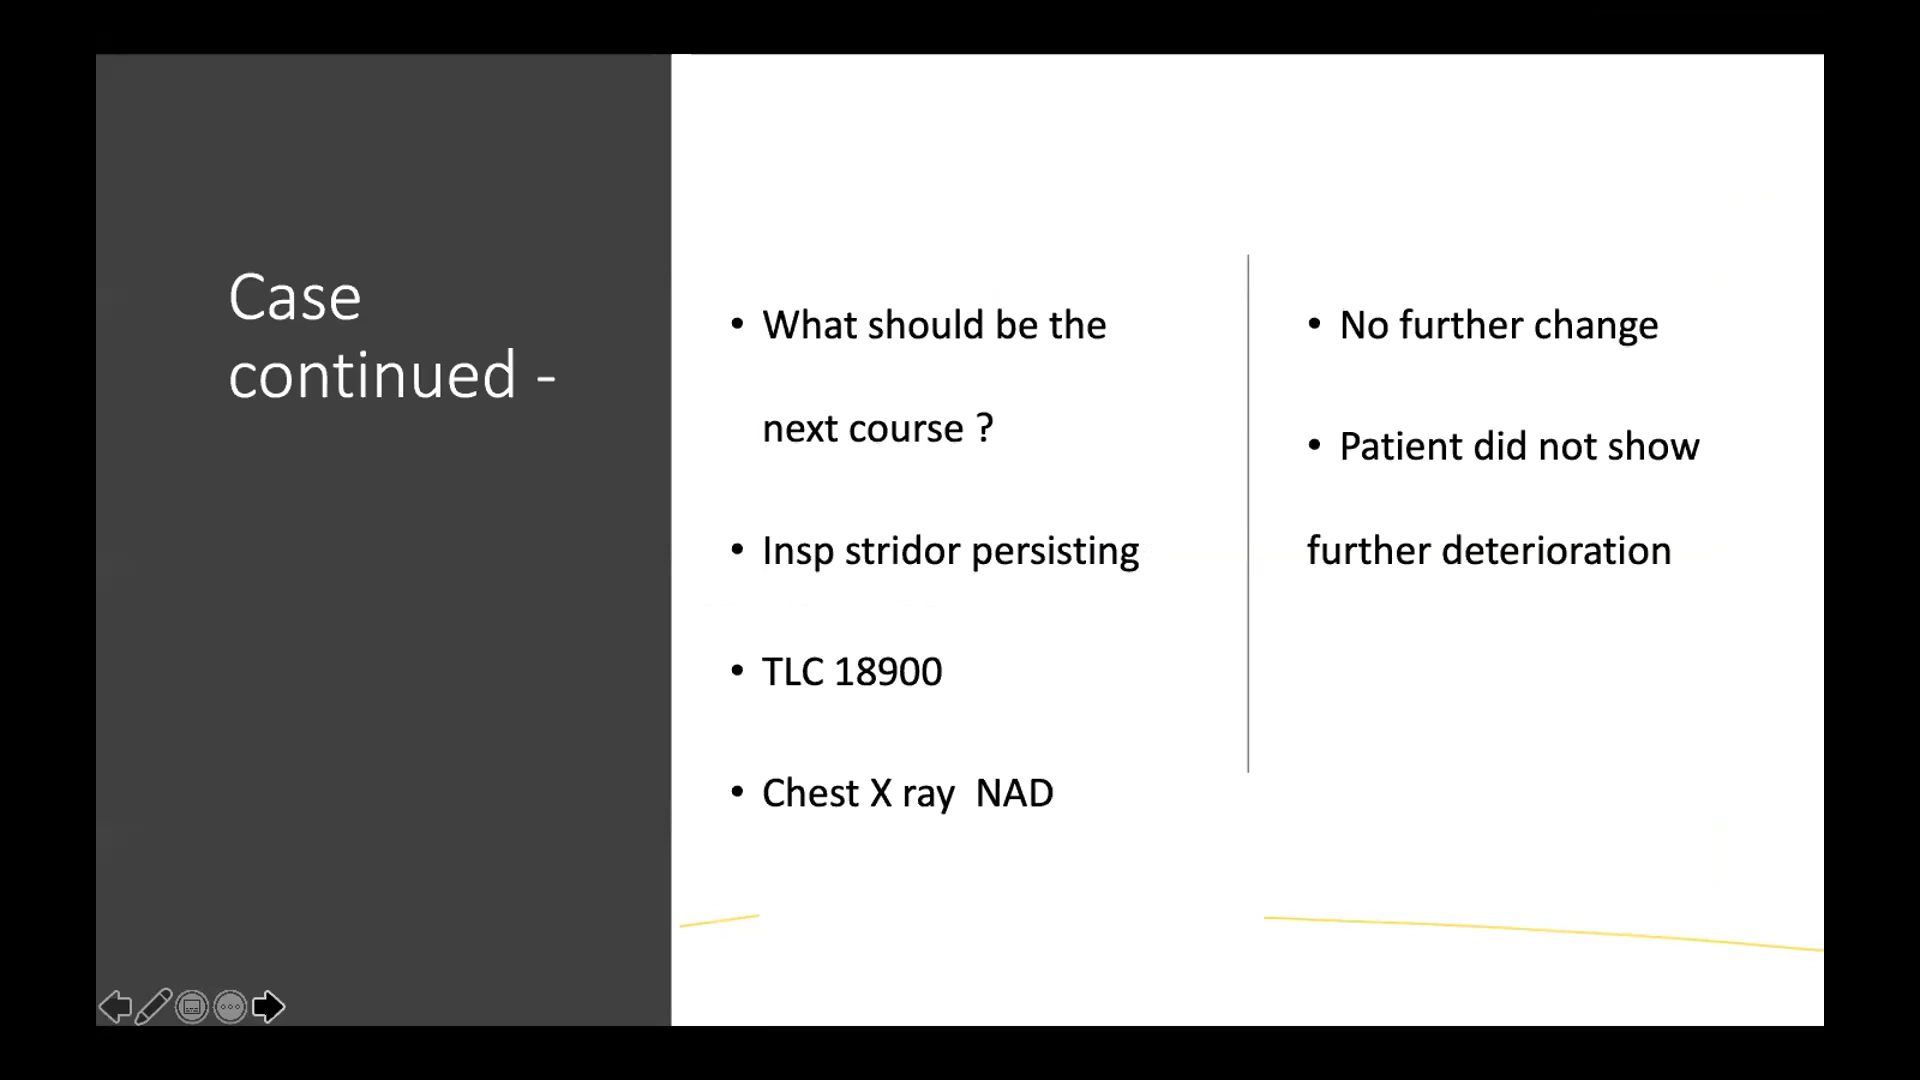 Case
continued -
• What should be the
next course ?
• Insp stridor persisting
• TLC 18900
• Chest X ray  NAD
• No further change
• Patient did not show
further deterioration